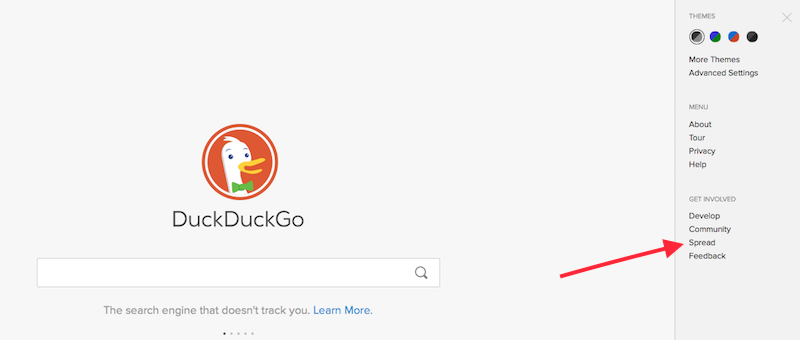 DuckDuckGo
The search engine that doesn't track you. Learn More.
THEMES
More Themes
Advanced Settings
MENU
About
Tour
Privacy
Help
GET INVOLVED
Develop
Community
Spread
Feedback